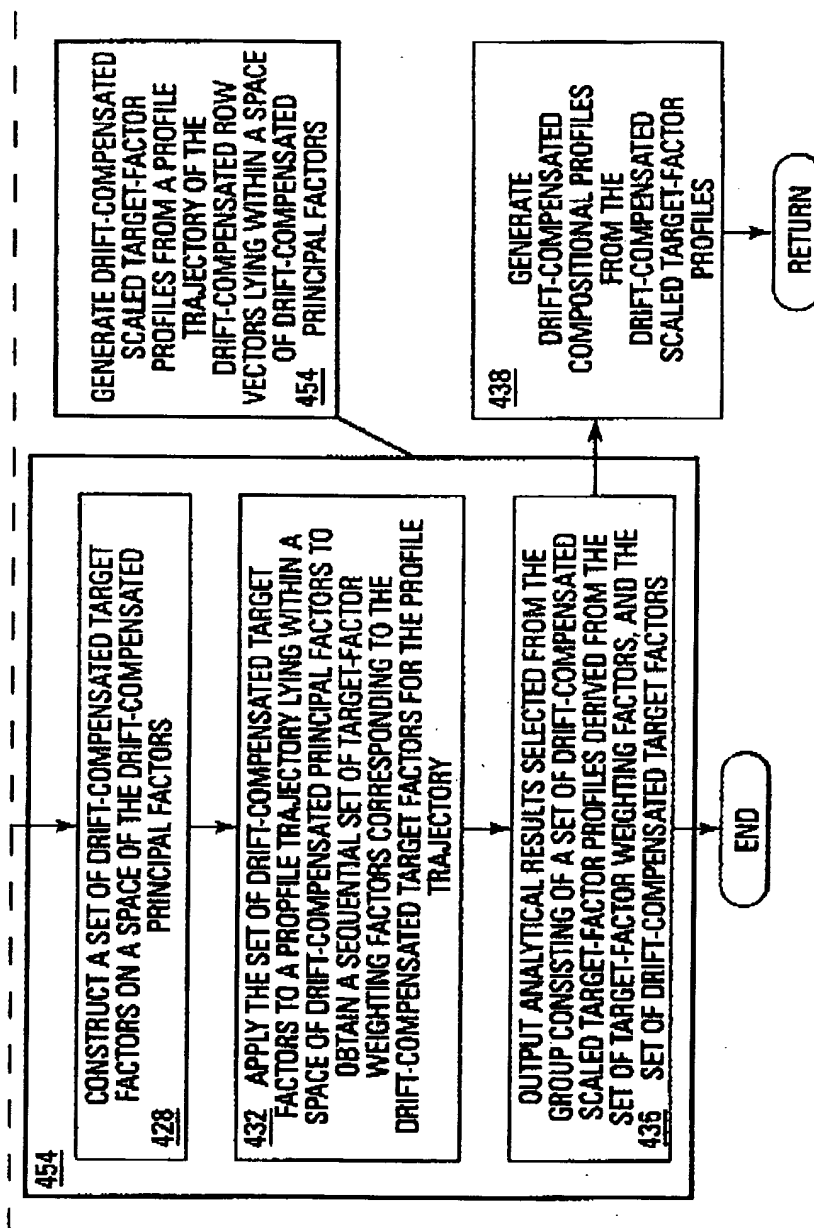 454
CONSTRUCT A SET OF DRIFT-COMPENSATED TARGET
FACTORS ON A SPACE OF THE DRIFT-COMPENSATED
PRINCIPAL FACTORS
428
432 APPLY THE SET OF DRIFT-COMPENSATED TARGET
FACTORS TO A PROPFILE TRAJECTORY LYING WITHIN A
SPACE OF DRIFT-COMPENSATED PRINCIPAL FACTORS TO
OBTAIN A SEQUENTIAL SET OF TARGET-FACTOR
WEIGHTING FACTORS CORRESPONDING TO THE
DRIFT-COMPENSATED TARGET FACTORS FOR THE PROFILE
TRAJECTORY
OUTPUT ANALYTICAL RESULTS SELECTED FROM THE
GROUP CONSISTING OF A SET OF DRIFT-COMPENSATED
SCALED TARGET-FACTOR PROFILES DERIVED FROM THE
SET OF TARGET-FACTOR WEIGHTING FACTORS, AND THE
436 SET OF DRIFT-COMPENSATED TARGET FACTORS
END
GENERATE DRIFT-COMPENSATED
SCALED TARGET-FACTOR
PROFILES FROM A PROFILE
TRAJECTORY OF THE
DRIFT-COMPENSATED ROW
VECTORS LYING WITHIN A SPACE
OF DRIFT-COMPENSATED
454 PRINCIPAL FACTORS
GENERATE
DRIFT-COMPENSATED
COMPOSITIONAL PROFILES
FROM THE
DRIFT-COMPENSATED
SCALED TARGET-FACTOR
PROFILES
438
RETURN